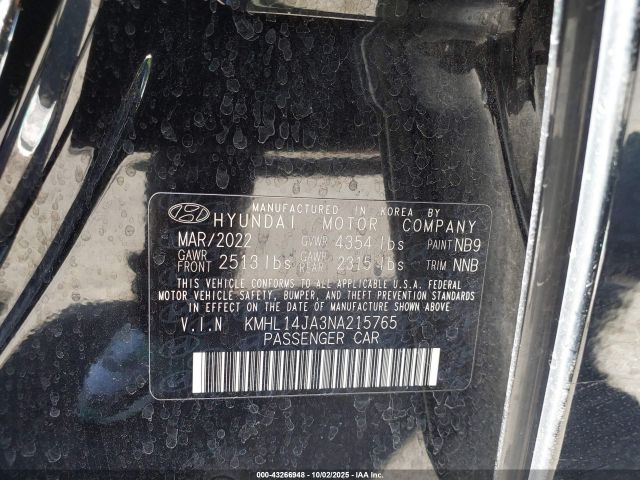 MANUFACTURED IN KOREA BY
HYUNDAI MOTOR COMPANY
MAR/2022 GVWR 4354 lbs PAINT NB9
GAWR FRONT 2513 lbs GAWR REAR 2315 lbs TRIM NNB
THIS VEHICLE CONFORMS TO ALL APPLICABLE U.S.A. FEDERAL
MOTOR VEHICLE SAFETY, BUMPER, AND THEFT PREVENTION STANDARDS
IN EFFECT ON THE DATE OF MANUFACTURE SHOWN ABOVE
V.I.N KMHL14JA3NA215765
PASSENGER CAR
000-43266948 - 10/02/2025 - COPART.COM